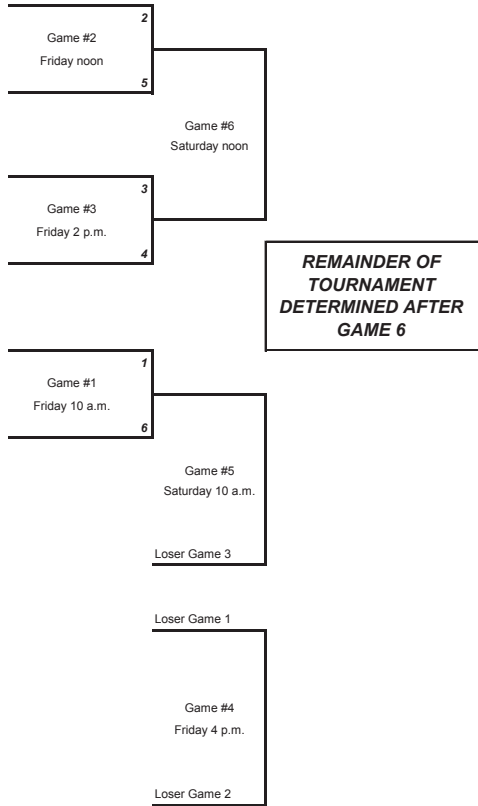 2
Game #2
Friday noon
5
Game #6
Saturday noon
3
Game #3
Friday 2 p.m.
4
REMAINDER OF
TOURNAMENT
DETERMINED AFTER
GAME 6
1
Game #1
Friday 10 a.m.
6
Game #5
Saturday 10 a.m.
Loser Game 3
Loser Game 1
Game #4
Friday 4 p.m.
Loser Game 2